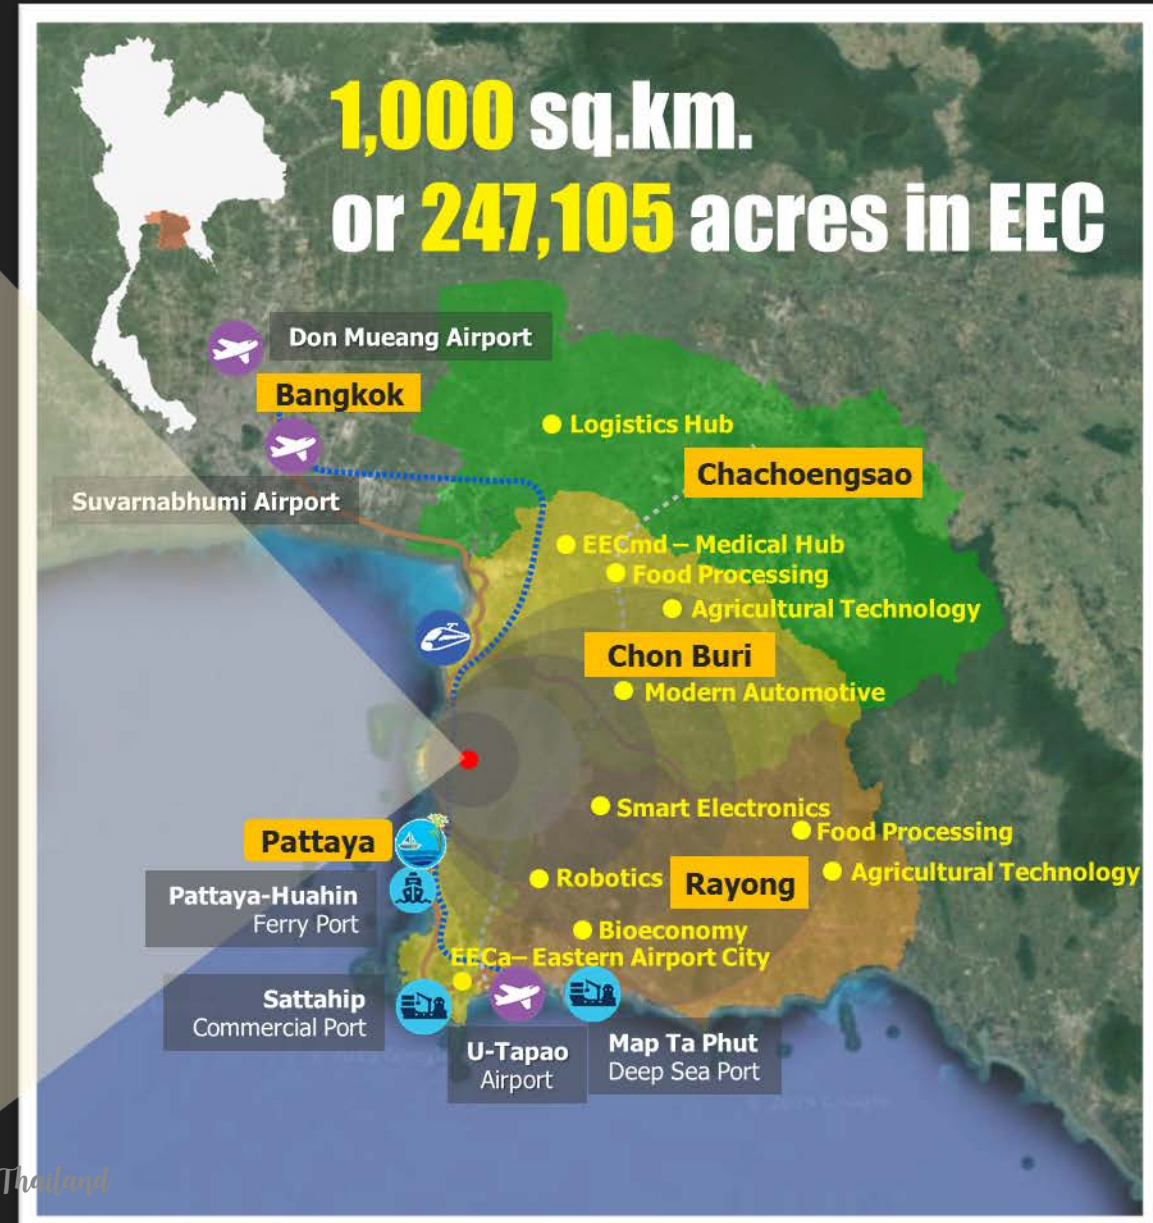 1,000 sq.km.
or 247,105 acres in EEC
Don Mueang Airport
Bangkok
Logistics Hub
Chachoengsao
Suvarnabhumi Airport
EECmd – Medical Hub
Food Processing
Agricultural Technology
Chon Buri
Modern Automotive
Smart Electronics
Food Processing
Pattaya
Agricultural Technology
Robotics
Rayong
Pattaya-Huahin
Ferry Port
Bioeconomy
EECa– Eastern Airport City
Sattahip
Commercial Port
U-Tapao
Airport
Map Ta Phut
Deep Sea Port
Thailand